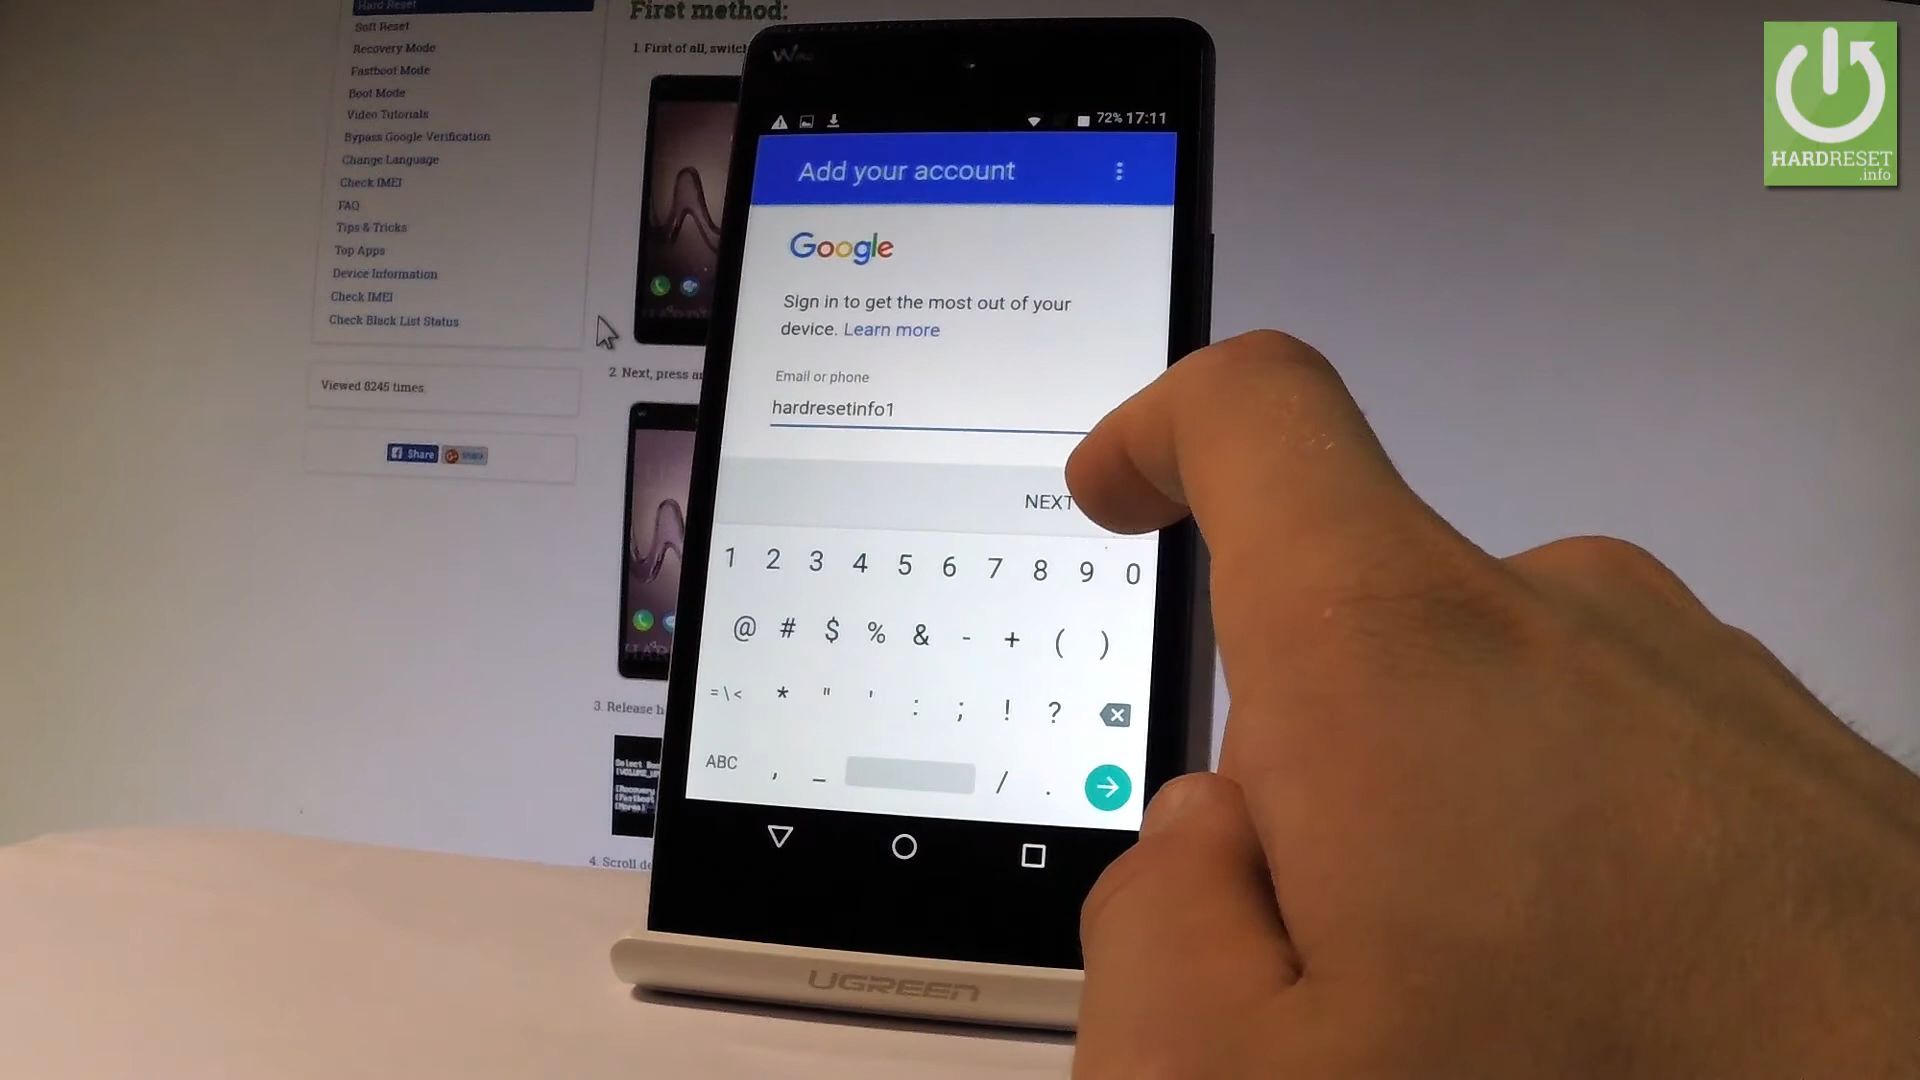 Hard Reset
Soft Reset
Recovery Mode
Fastboot Mode
Boot Mode
Video Tutorials
Bypass Google Verification
Change Language
Check IMEI
FAQ
Tips & Tricks
Top Apps
Device Information
Check IMEI
Check Black List Status
Viewed 8245 times
Share
First method:
1. First of all, switch
2. Next, press
3. Release
4. Scroll
72% 17:11
Add your account
Google
Sign in to get the most out of your
device. Learn more
Email or phone
hardresetinfo1
NEXT
1 2 3 4 5 6 7 8 9 0
@ # $ % & - + ( )
= \ < * " ' : ; ! ?
ABC , _ / .
UGREEN
HARDRESET
.info